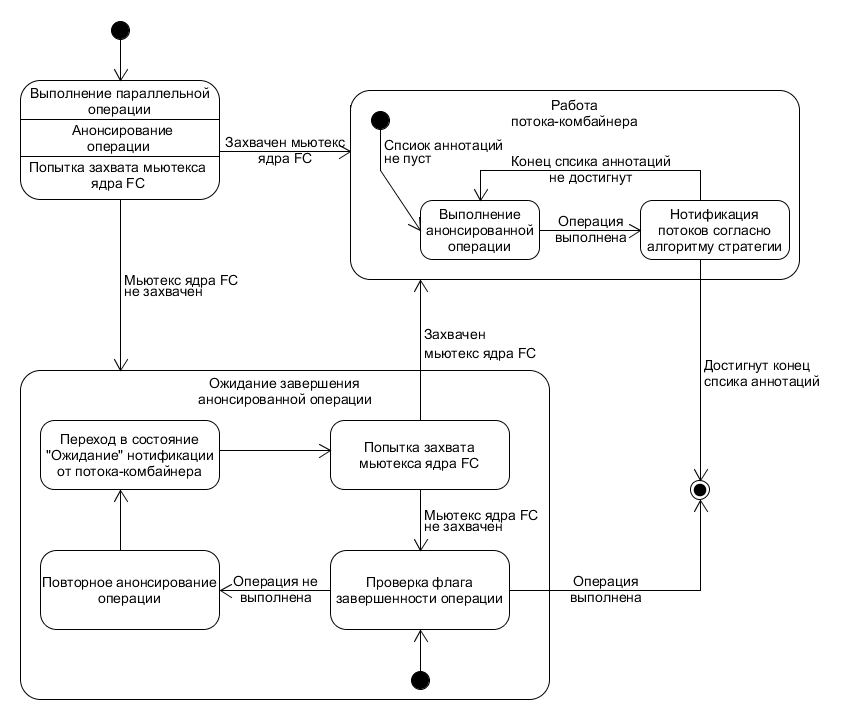 Выполнение параллельной
операции
Анонсирование
операции
Попытка захвата мьютекса
ядра FC
Захвачен мьютекс
ядра FC
Работа
потока-комбайнера
Спсиок аннотаций
не пуст
Конец спсика аннотаций
не достигнут
Выполнение
анонсированной
операции
Операция
выполнена
Нотификация
потоков согласно
алгоритму стратегии
Мьютекс ядра FC
не захвачен
Захвачен
мьютекс ядра FC
Достигнут конец
спсика аннотаций
Ожидание завершения
анонсированной операции
Переход в состояние
"Ожидание" нотификации
от потока-комбайнера
Попытка захвата
мьютекса ядра FC
Мьютекс ядра FC
не захвачен
Повторное анонсирование
операции
Операция не
выполнена
Проверка флага
завершенности операции
Операция
выполнена